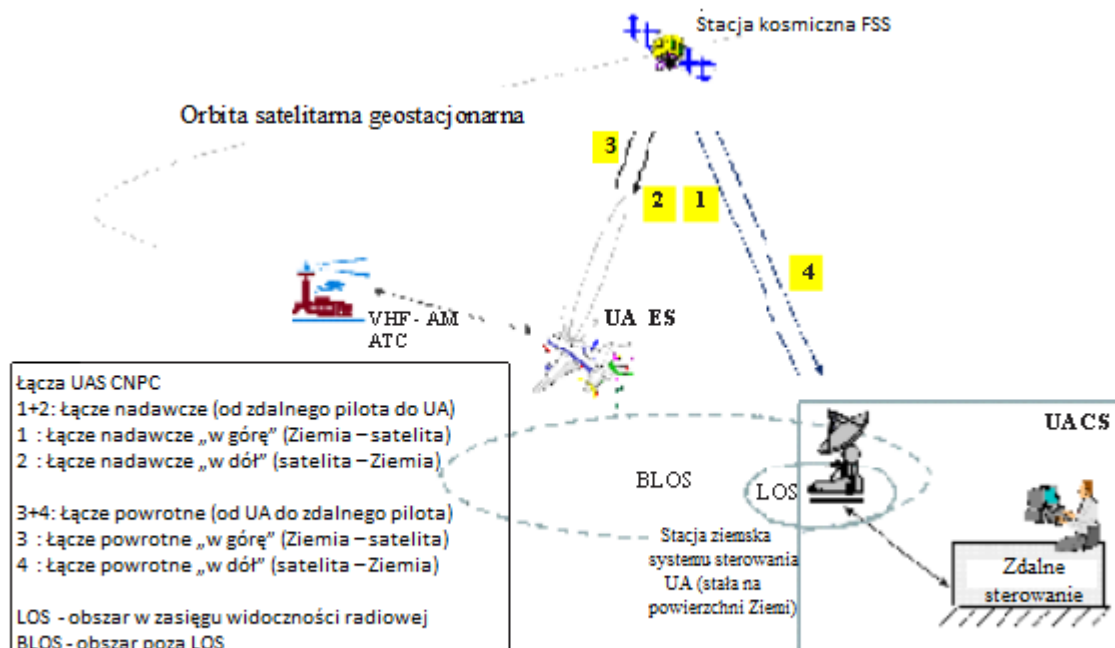 Stacja kosmiczna FSS
Orbita satelitarna geostacjonarna
3
2
1
4
VHF - AM
ATC
UA ES
Łącza UAS CNPC
1+2: Łącze nadawcze (od zdalnego pilota do UA)
1 : Łącze nadawcze „w górę” (Ziemia – satelita)
2 : Łącze nadawcze „w dół” (satelita – Ziemia)
3+4: Łącze powrotne (od UA do zdalnego pilota)
3 : Łącze powrotne „w górę” (Ziemia – satelita)
4 : Łącze powrotne „w dół” (satelita – Ziemia)
LOS - obszar w zasięgu widoczności radiowej
BLOS - obszar poza LOS
BLOS
LOS
UACS
Stacja ziemska
systemu sterowania
UA (stała na
powierzchni Ziemi)
Zdalne
sterowanie